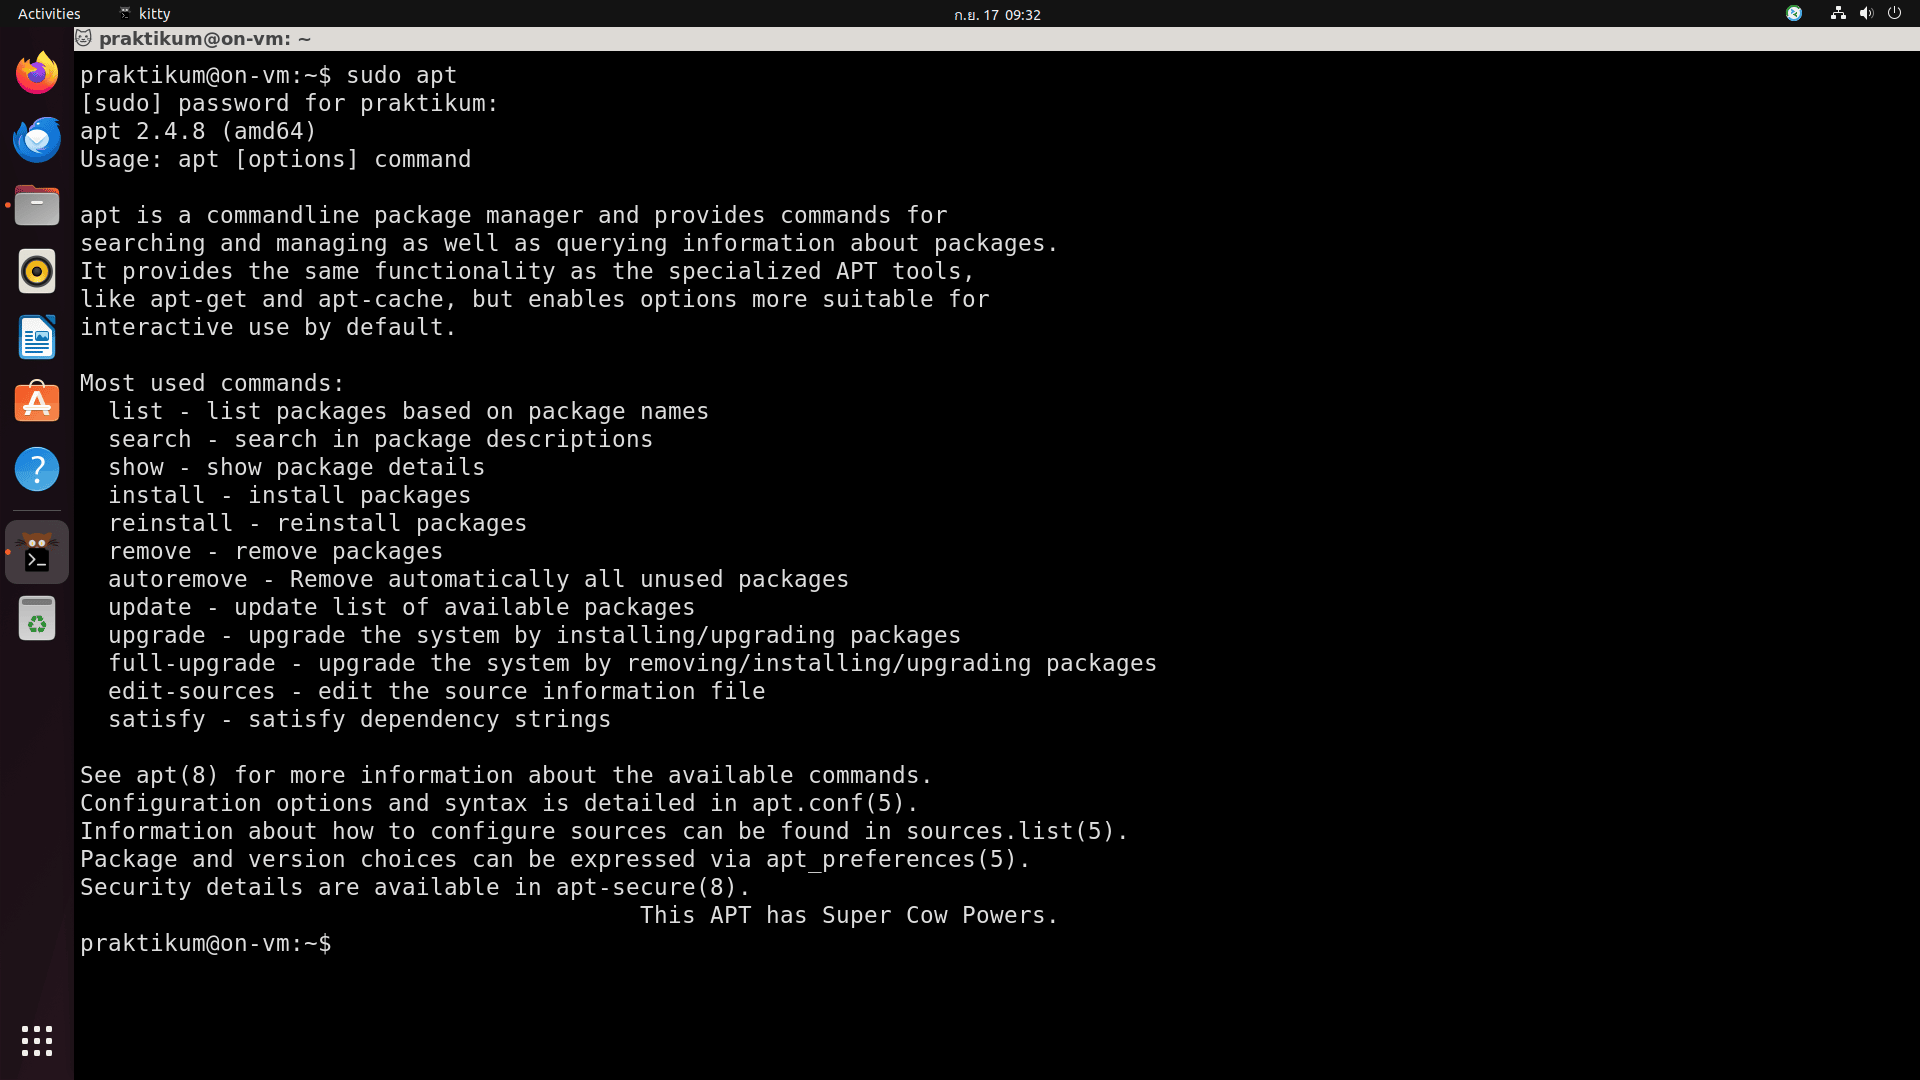 Activities
kitty
ก.ย. 17 09:32
praktikum@on-vm: ~
praktikum@on-vm:~$ sudo apt
[sudo] password for praktikum:
apt 2.4.8 (amd64)
Usage: apt [options] command
apt is a commandline package manager and provides commands for
searching and managing as well as querying information about packages.
It provides the same functionality as the specialized APT tools,
like apt-get and apt-cache, but enables options more suitable for
interactive use by default.
Most used commands:
  list - list packages based on package names
  search - search in package descriptions
  show - show package details
  install - install packages
  reinstall - reinstall packages
  remove - remove packages
  autoremove - Remove automatically all unused packages
  update - update list of available packages
  upgrade - upgrade the system by installing/upgrading packages
  full-upgrade - upgrade the system by removing/installing/upgrading packages
  edit-sources - edit the source information file
  satisfy - satisfy dependency strings
See apt(8) for more information about the available commands.
Configuration options and syntax is detailed in apt.conf(5).
Information about how to configure sources can be found in sources.list(5).
Package and version choices can be expressed via apt_preferences(5).
Security details are available in apt-secure(8).
This APT has Super Cow Powers.
praktikum@on-vm:~$